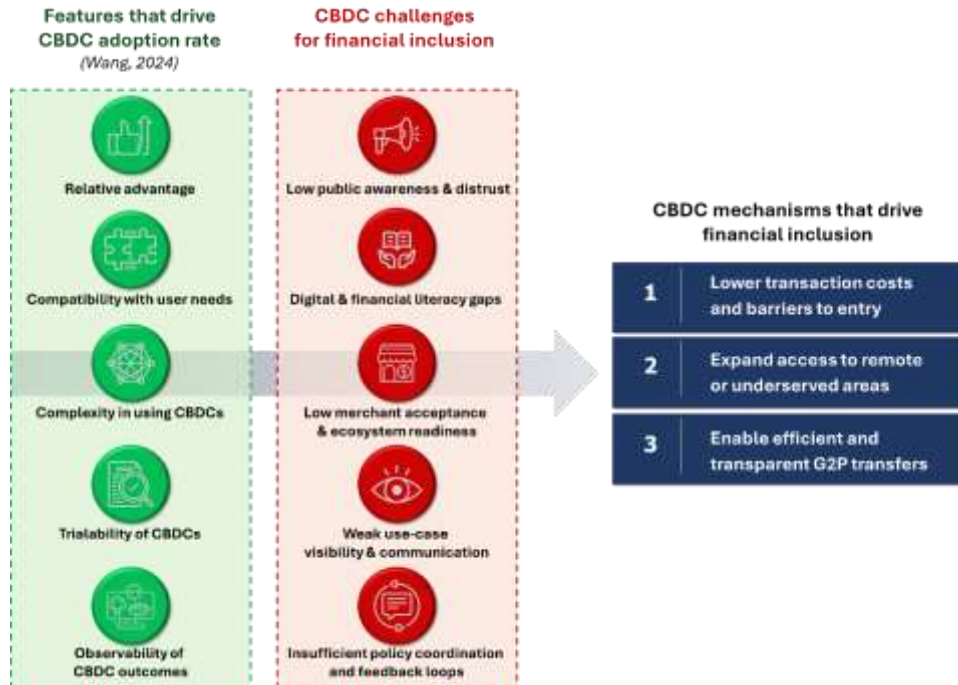 Features that drive
CBDC adoption rate
(Wang, 2024)
Relative advantage
Compatibility with user needs
Complexity in using CBDCs
Trialability of CBDCs
Observability of
CBDC outcomes
CBDC challenges
for financial inclusion
Low public awareness & distrust
Digital & financial literacy gaps
Low merchant acceptance
& ecosystem readiness
Weak use-case
visibility & communication
Insufficient policy coordination
and feedback loops
CBDC mechanisms that drive
financial inclusion
1
Lower transaction costs
and barriers to entry
2
Expand access to remote
or underserved areas
3
Enable efficient and
transparent G2P transfers